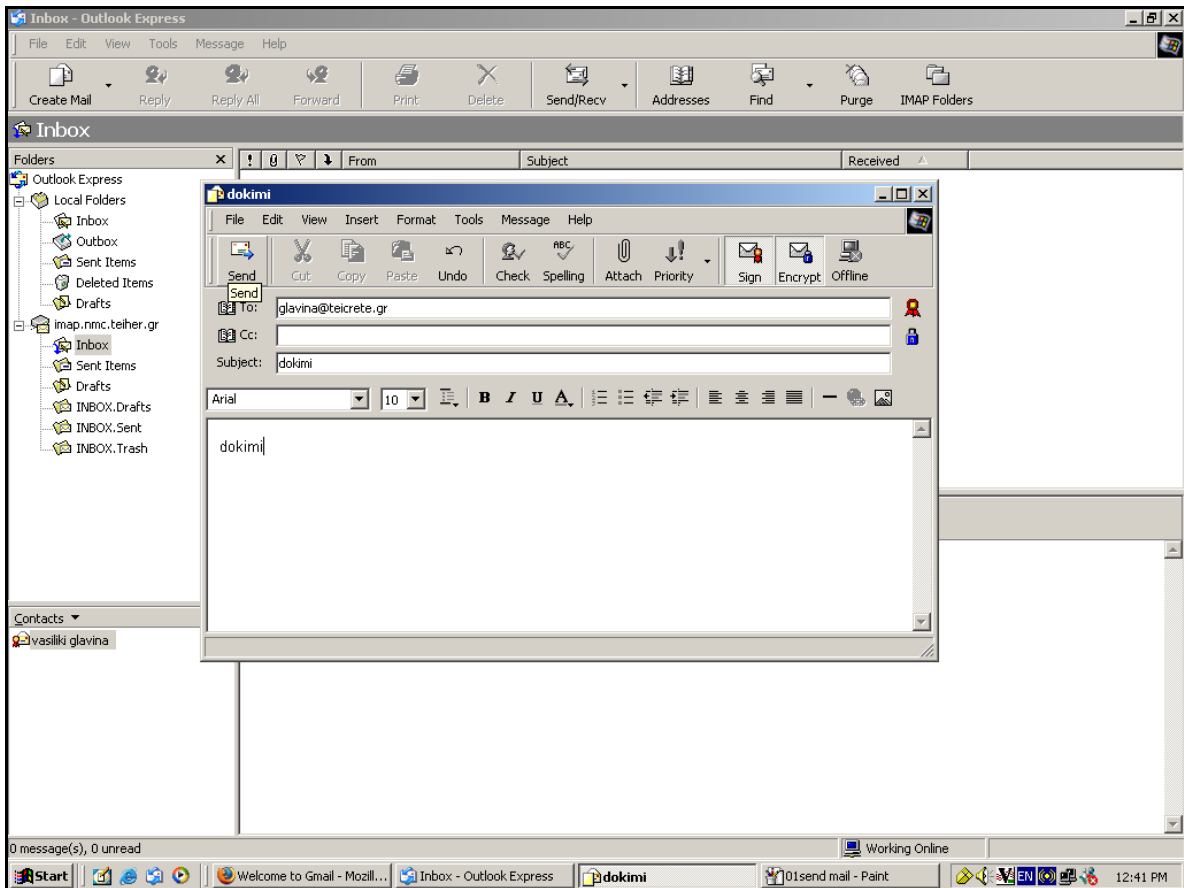 Inbox - Outlook Express
File Edit View Tools Message Help
Create Mail Reply Reply All Forward Print Delete Send/Recv Addresses Find Purge IMAP Folders
Inbox
Folders x ! From Subject Received
Outlook Express
Local Folders
Inbox
Outbox
Sent Items
Deleted Items
Drafts
imap.nmc.teiher.gr
Inbox
Sent Items
Drafts
INBOX.Drafts
INBOX.Sent
INBOX.Trash
Contacts
vasiliki glavina
dokimi
File Edit View Insert Format Tools Message Help
ABC
Send Cut Copy Paste Undo Check Spelling Attach Priority Sign Encrypt Offline
Send
To: glavina@teicrete.gr
Cc:
Subject: dokimi
Arial 10 B I U A
dokimi
0 message(s), 0 unread Working Online
Start Welcome to Gmail - Mozill... Inbox - Outlook Express dokimi 01send mail - Paint EN 12:41 PM